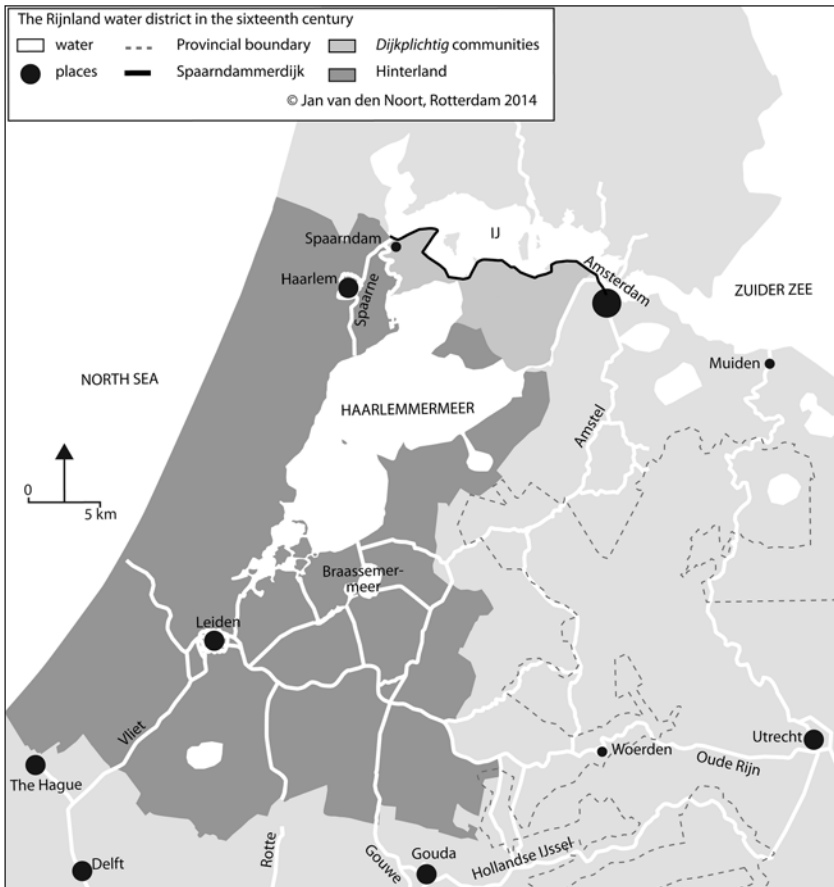 The Rijnland water district in the sixteenth century
water
Provincial boundary
Dijkplichtig communities
places
Spaarndammerdijk
Hinterland
© Jan van den Noort, Rotterdam 2014
Spaarndam
IJ
Haarlem
Spaarne
Amsterdam
ZUIDER ZEE
Muiden
NORTH SEA
HAARLEMMERMEER
Amstel
0
5 km
Braassemer-
meer
Leiden
Vliet
Utrecht
Woerden
Oude Rijn
The Hague
Delft
Rotte
Gouwe
Gouda
Hollandse IJssel